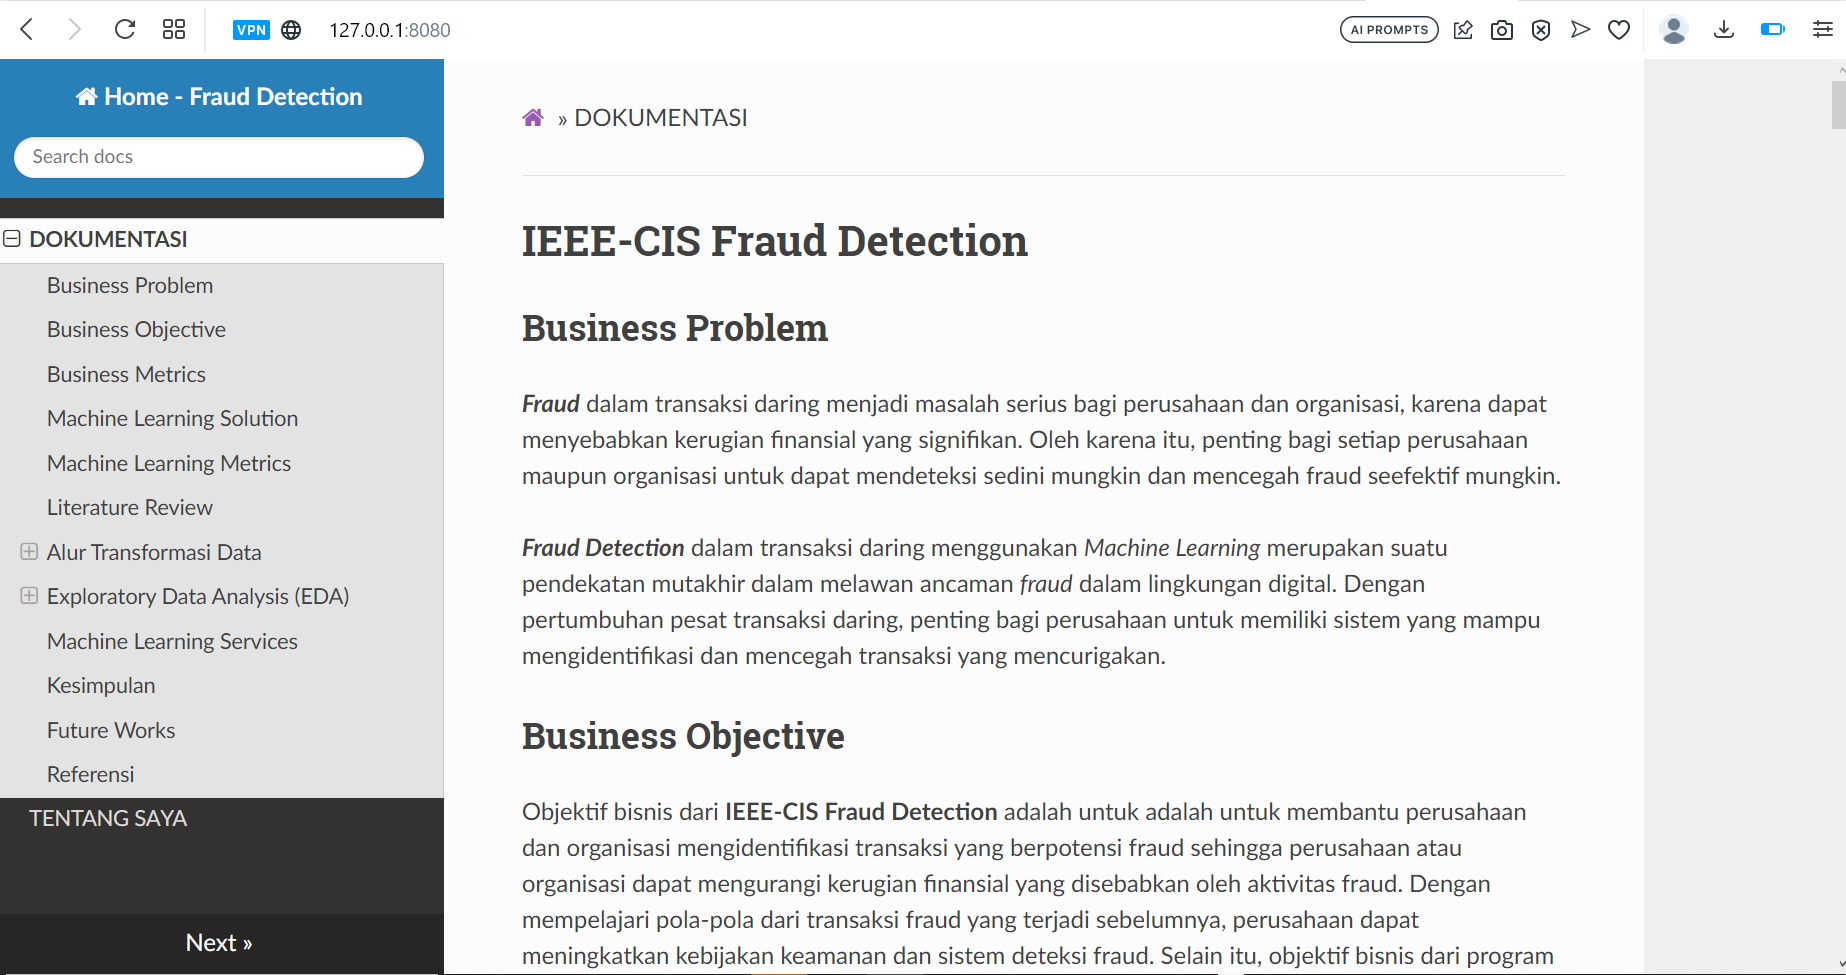 VPN 127.0.0.1:8080 AI PROMPTS
Home - Fraud Detection
Search docs
DOKUMENTASI
Business Problem
Business Objective
Business Metrics
Machine Learning Solution
Machine Learning Metrics
Literature Review
Alur Transformasi Data
Exploratory Data Analysis (EDA)
Machine Learning Services
Kesimpulan
Future Works
Referensi
TENTANG SAYA
Next »
» DOKUMENTASI
IEEE-CIS Fraud Detection
Business Problem
Fraud dalam transaksi daring menjadi masalah serius bagi perusahaan dan organisasi, karena dapat
menyebabkan kerugian finansial yang signifikan. Oleh karena itu, penting bagi setiap perusahaan
maupun organisasi untuk dapat mendeteksi sedini mungkin dan mencegah fraud seefektif mungkin.
Fraud Detection dalam transaksi daring menggunakan Machine Learning merupakan suatu
pendekatan mutakhir dalam melawan ancaman fraud dalam lingkungan digital. Dengan
pertumbuhan pesat transaksi daring, penting bagi perusahaan untuk memiliki sistem yang mampu
mengidentifikasi dan mencegah transaksi yang mencurigakan.
Business Objective
Objektif bisnis dari IEEE-CIS Fraud Detection adalah untuk adalah untuk membantu perusahaan
dan organisasi mengidentifikasi transaksi yang berpotensi fraud sehingga perusahaan atau
organisasi dapat mengurangi kerugian finansial yang disebabkan oleh aktivitas fraud. Dengan
mempelajari pola-pola dari transaksi fraud yang terjadi sebelumnya, perusahaan dapat
meningkatkan kebijakan keamanan dan sistem deteksi fraud. Selain itu, objektif bisnis dari program